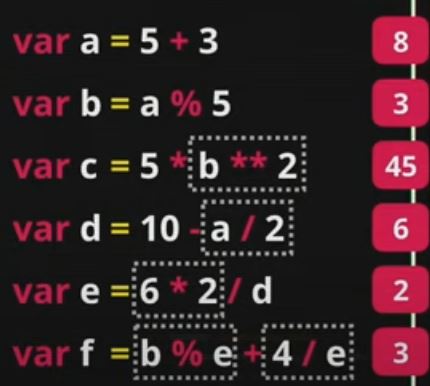 var a = 5 + 3 8
var b = a % 5 3
var c = 5 * b ** 2 45
var d = 10 - a / 2 6
var e = 6 * 2 / d 2
var f = b % e + 4 / e 3